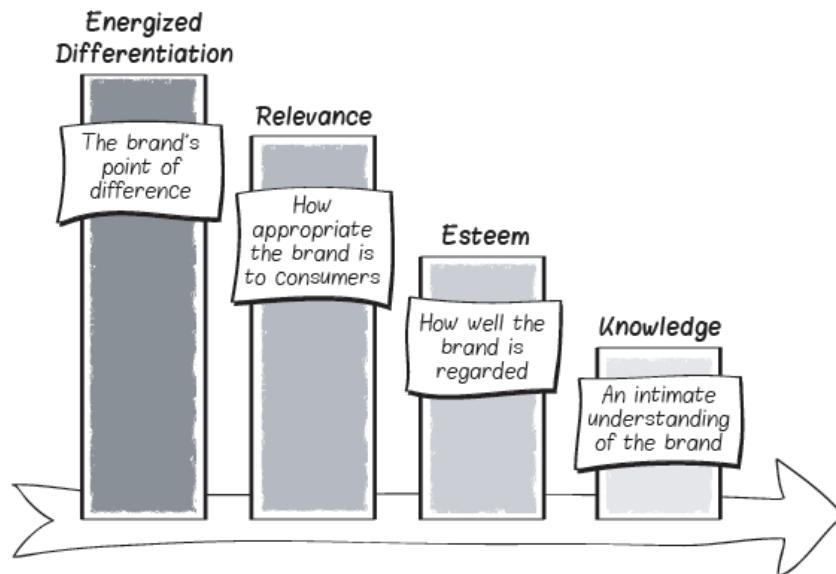 Energized
Differentiation
The brand's
point of
difference
Relevance
How
appropriate
the brand is
to consumers
Esteem
How well the
brand is
regarded
Knowledge
An intimate
understanding
of the brand